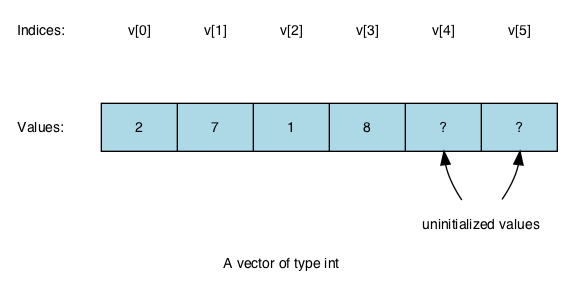 Indices: v[0] v[1] v[2] v[3] v[4] v[5]
Values: 2 7 1 8 ? ?
uninitialized values
A vector of type int